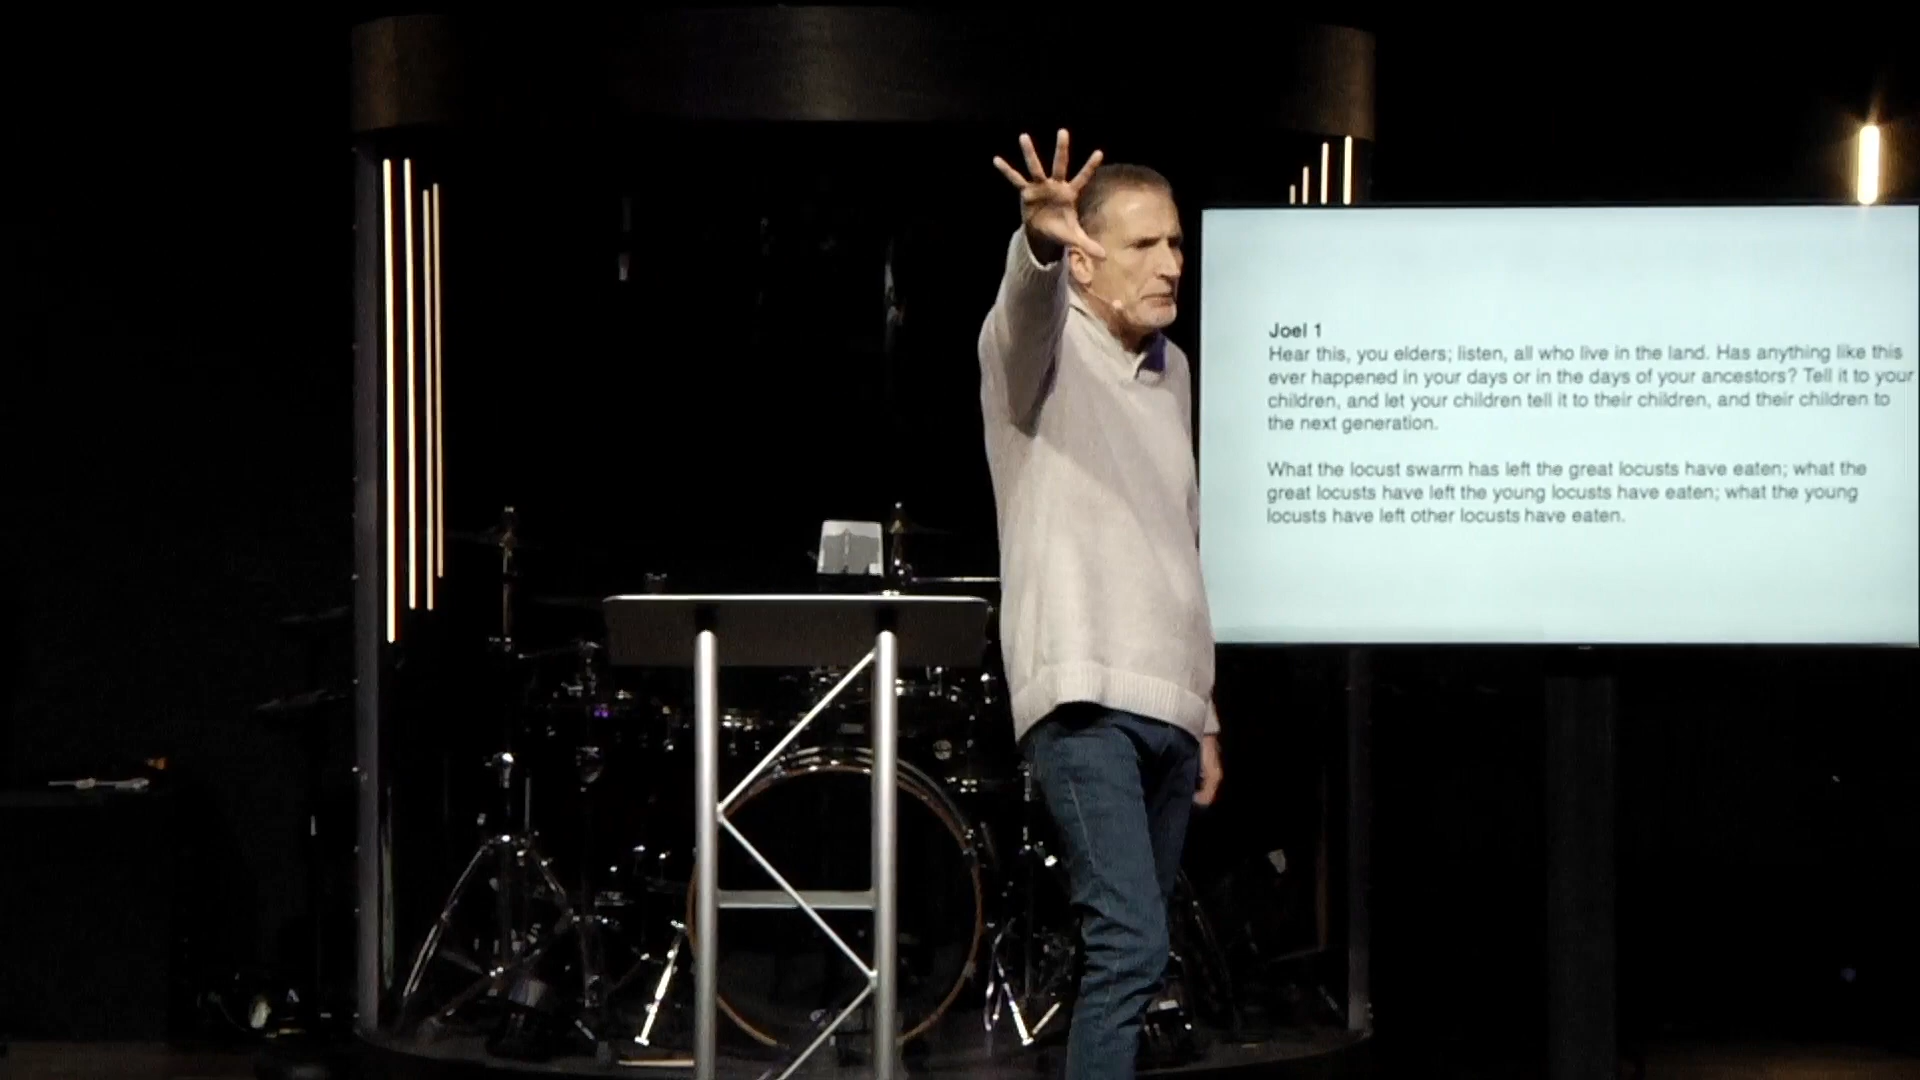 Joel 1
Hear this, you elders; listen, all who live in the land. Has anything like this
ever happened in your days or in the days of your ancestors? Tell it to your
children, and let your children tell it to their children, and their children to
the next generation.
What the locust swarm has left the great locusts have eaten; what the
great locusts have left the young locusts have eaten; what the young
locusts have left other locusts have eaten.